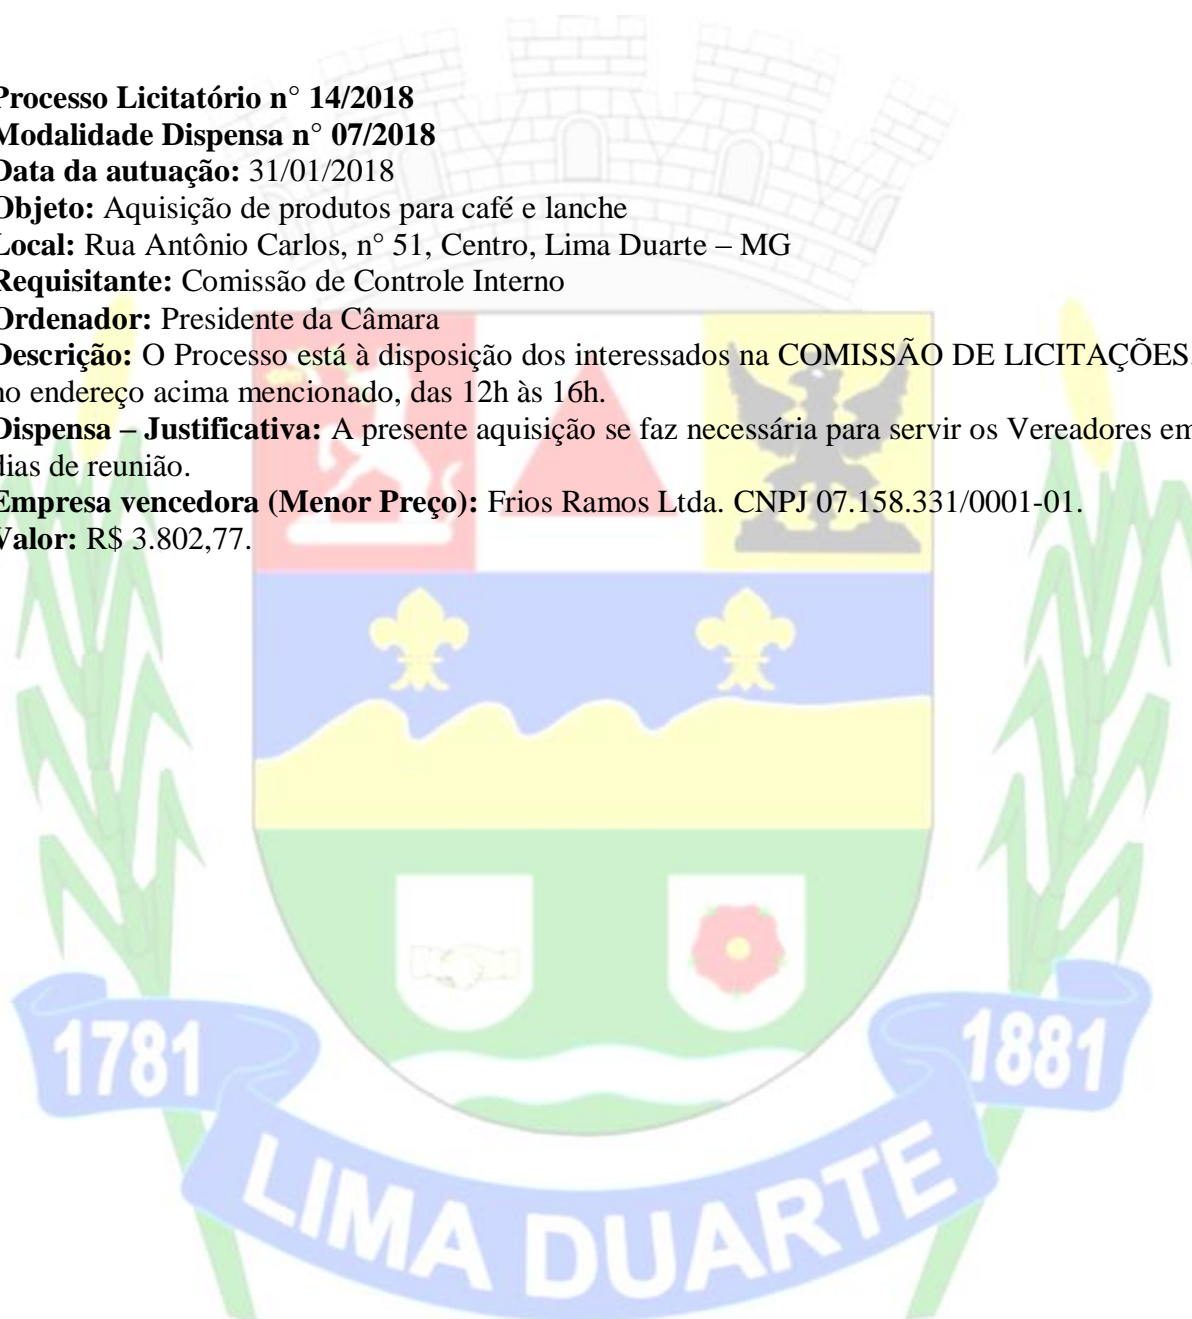 Processo Licitatório n° 14/2018
Modalidade Dispensa n° 07/2018
Data da autuação: 31/01/2018
Objeto: Aquisição de produtos para café e lanche
Local: Rua Antônio Carlos, n° 51, Centro, Lima Duarte – MG
Requisitante: Comissão de Controle Interno
Ordenador: Presidente da Câmara
Descrição: O Processo está à disposição dos interessados na COMISSÃO DE LICITAÇÕES,
no endereço acima mencionado, das 12h às 16h.
Dispensa – Justificativa: A presente aquisição se faz necessária para servir os Vereadores em
dias de reunião.
Empresa vencedora (Menor Preço): Frios Ramos Ltda. CNPJ 07.158.331/0001-01.
Valor: R$ 3.802,77.
1781
1881
LIMA DUARTE